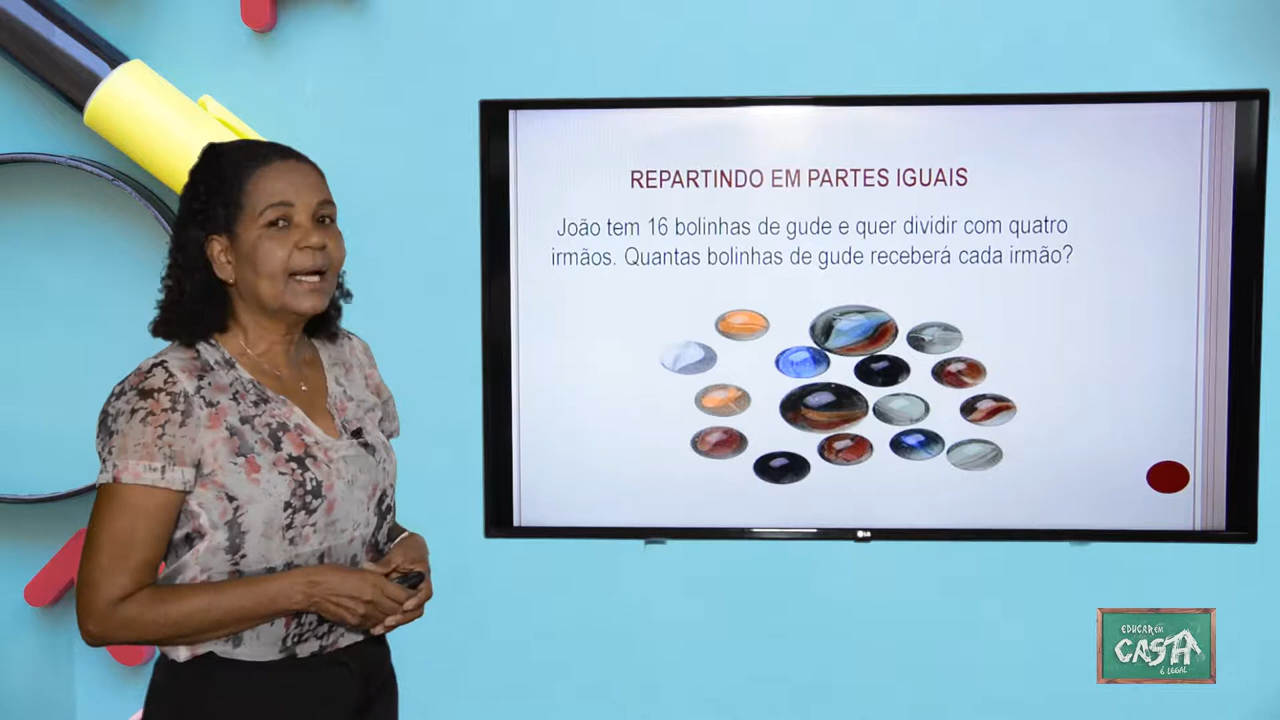 REPARTINDO EM PARTES IGUAIS
João tem 16 bolinhas de gude e quer dividir com quatro
irmãos. Quantas bolinhas de gude receberá cada irmão?
LG
EDUCAR EM
CASA
É LEGAL